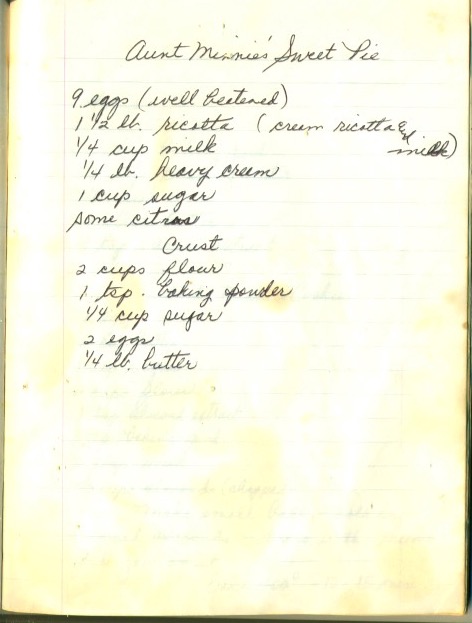 Aunt Minnie's Sweet Pie
9 eggs (well beatened)
1 1/2 lb. ricotta (cream ricotta & milk)
1/4 cup milk
1/4 lb. heavy cream
1 cup sugar
some citras
Crust
2 cups flour
1 tsp. baking powder
1/4 cup sugar
2 eggs
1/4 lb. butter